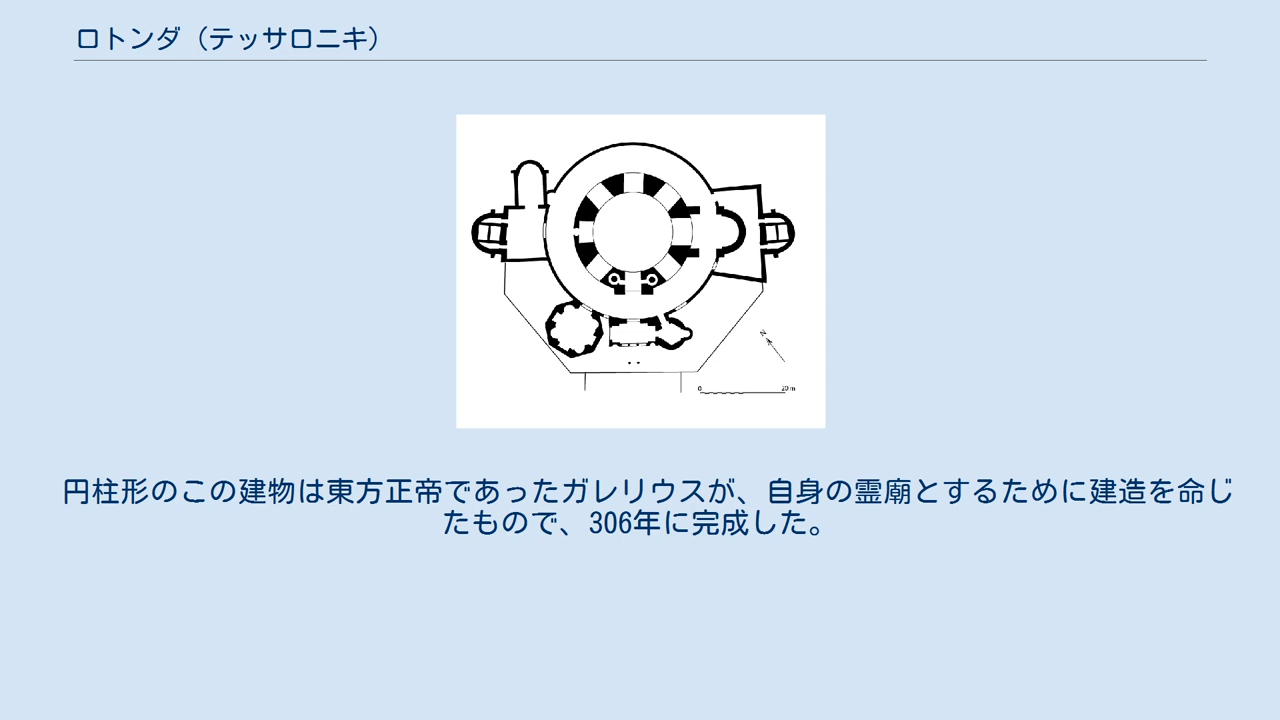 ロトンダ（テッサロニキ）
N
0 20 m
円柱形のこの建物は東方正帝であったガレリウスが、自身の霊廟とするために建造を命じ
たもので、306年に完成した。